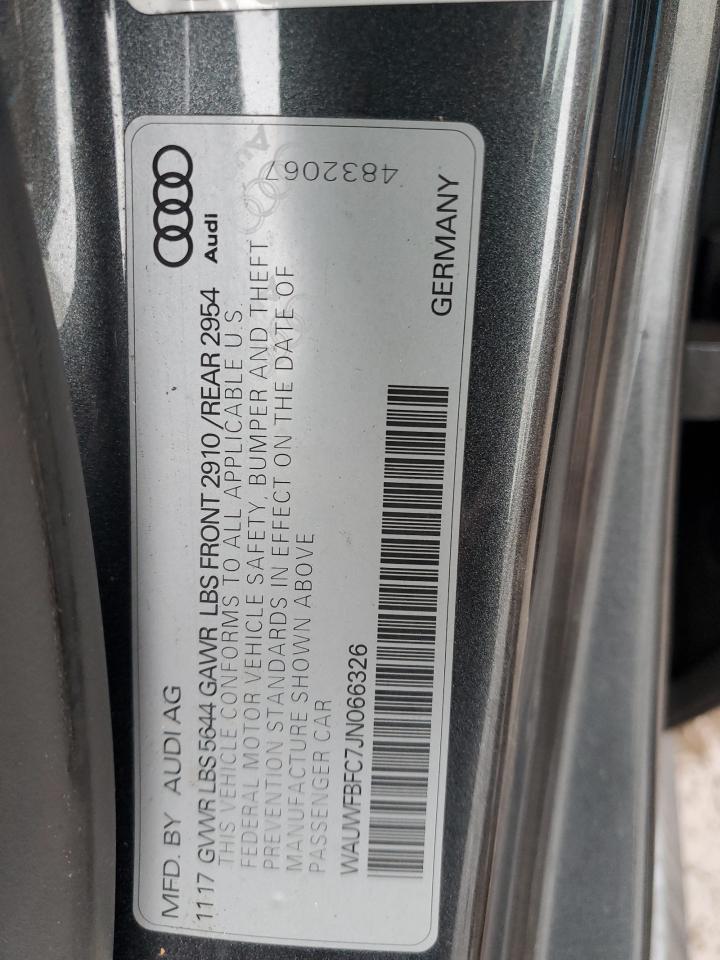 MFD. BY AUDI AG
Audi
11 17 GVWR LBS 5644 GAWR LBS FRONT 2910 /REAR 2954
THIS VEHICLE CONFORMS TO ALL APPLICABLE U.S.
FEDERAL MOTOR VEHICLE SAFETY, BUMPER AND THEFT
PREVENTION STANDARDS IN EFFECT ON THE DATE OF
MANUFACTURE SHOWN ABOVE
PASSENGER CAR
WAUWFBFC7JN066326
GERMANY
4832067